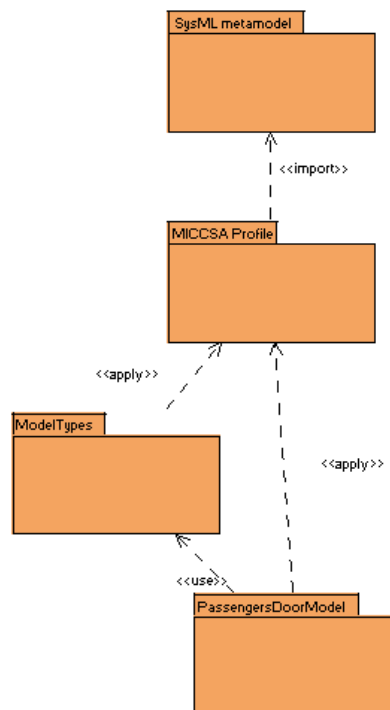 SysML metamodel
<<import>>
MICCSA Profile
<<apply>>
ModelTypes
<<apply>>
<<use>>
PassengersDoorModel